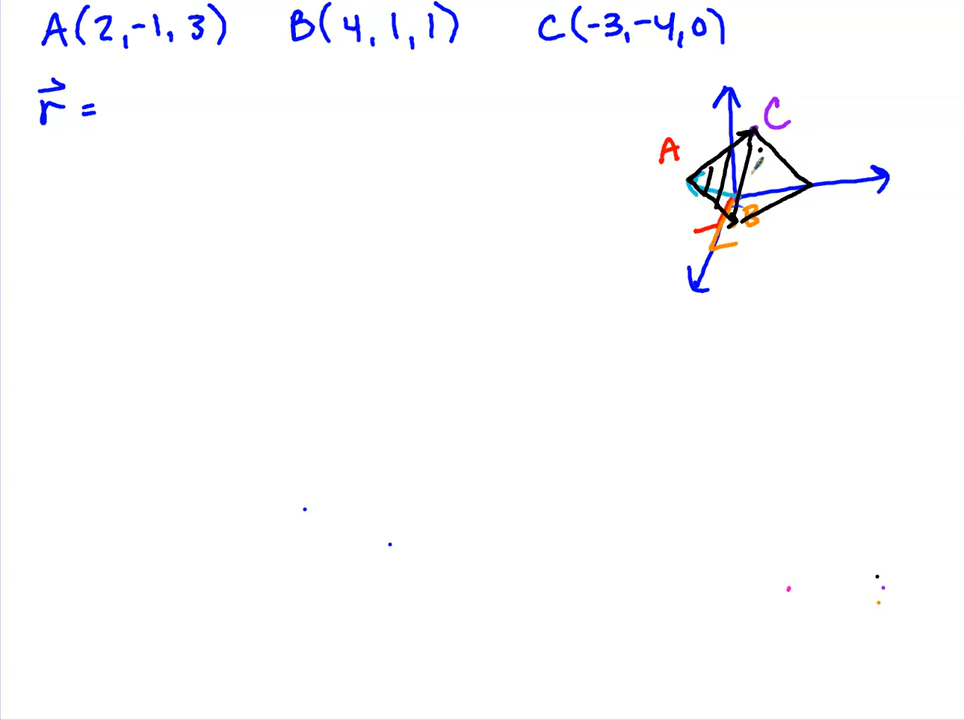 A(2,-1,3) B(4,1,1) C(-3,-4,0)
r⃗ =
C
A
B